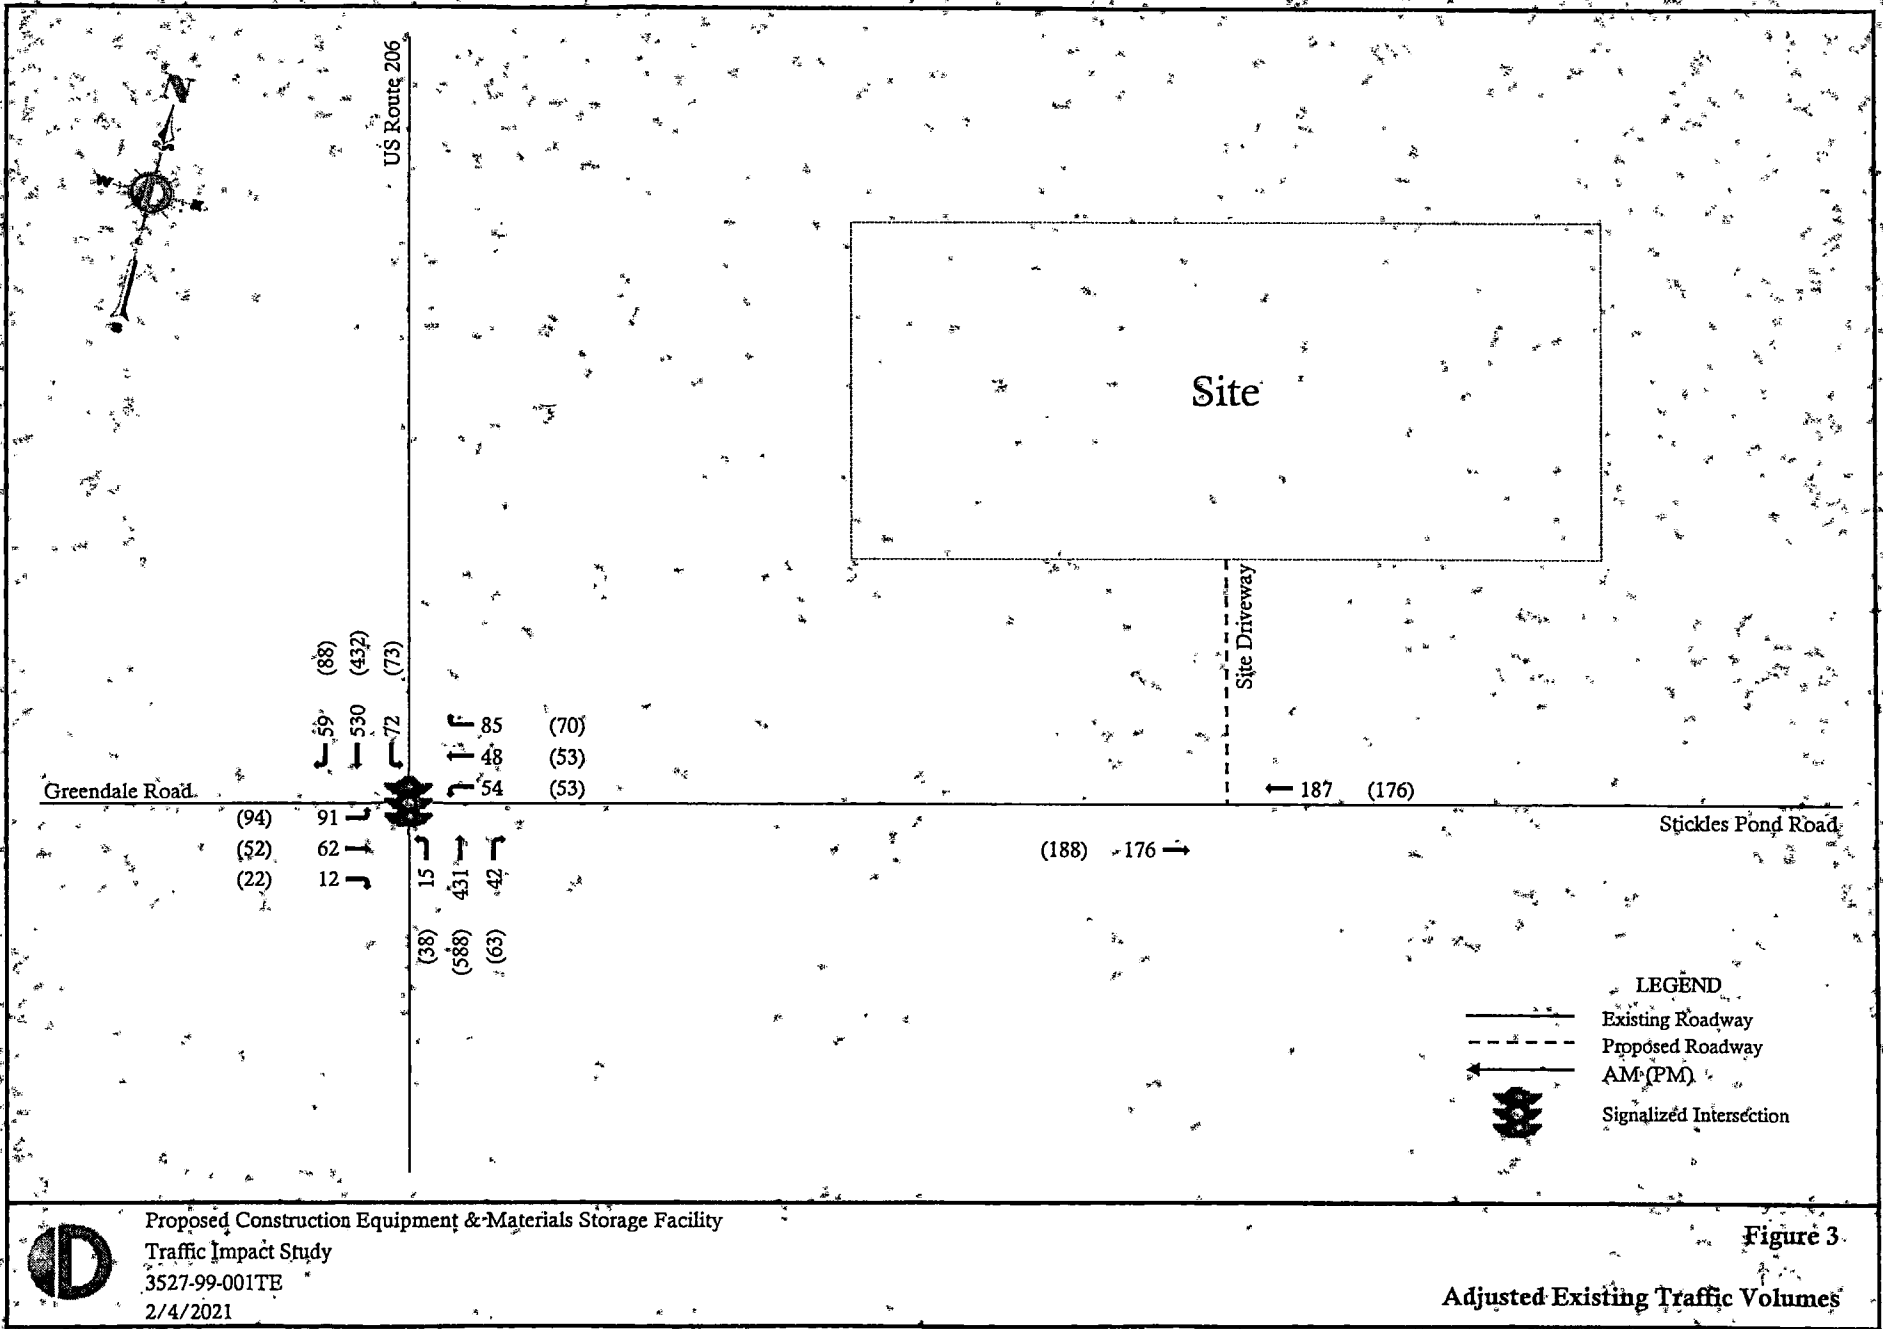 N
W
US Route 206
Site
Site Driveway
(88) (432) (73)
59 530 72
85 (70)
48 (53)
54 (53)
Greendale Road
187 (176)
Stickles Pond Road
(94) 91
(52) 62
(22) 12
15 431 42
(38) (588) (63)
(188) 176
LEGEND
Existing Roadway
Proposed Roadway
AM (PM)
Signalized Intersection
D
Proposed Construction Equipment & Materials Storage Facility
Traffic Impact Study
3527-99-001TE
2/4/2021
Figure 3
Adjusted Existing Traffic Volumes